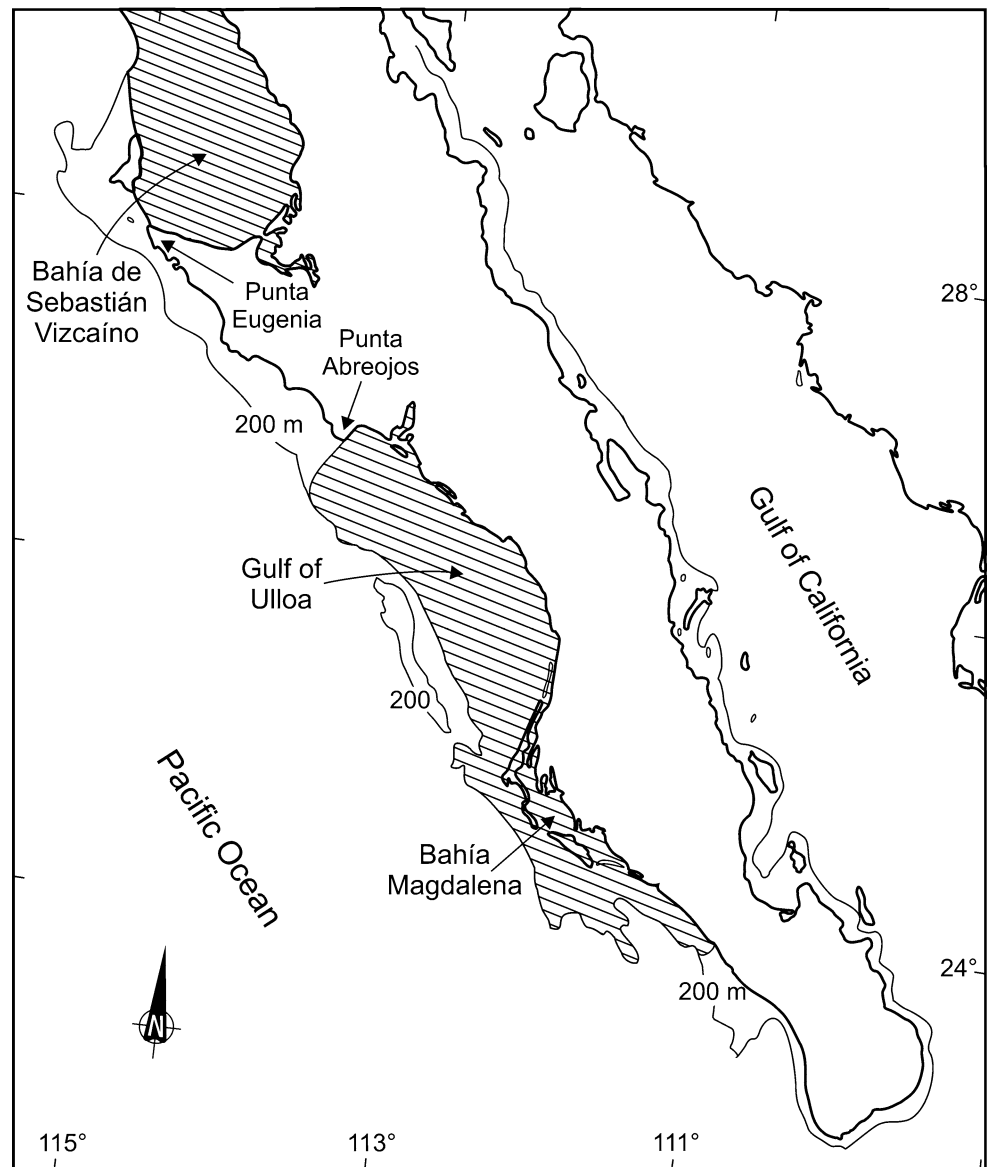 Bahía de
Sebastián
Vizcaíno
Punta
Eugenia
28°
Punta
Abreojos
200 m
Gulf of California
Gulf of
Ulloa
200
Pacific Ocean
Bahía
Magdalena
24°
200 m
N
115°
113°
111°